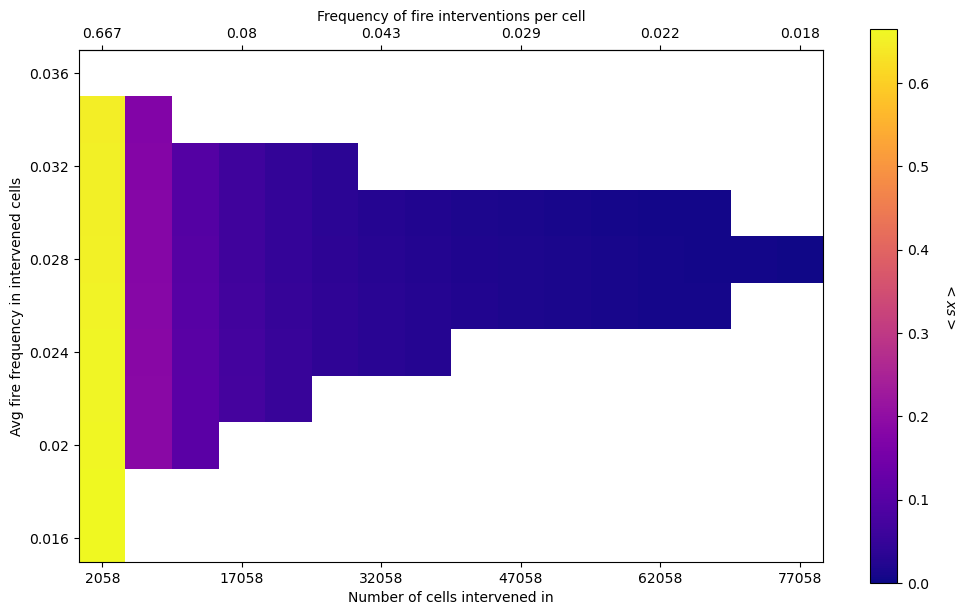 Frequency of fire interventions per cell
0.667 0.08 0.043 0.029 0.022 0.018
Avg fire frequency in intervened cells
0.036
0.032
0.028
0.024
0.02
0.016
2058 17058 32058 47058 62058 77058
Number of cells intervened in
0.6
0.5
0.4
0.3
0.2
0.1
0.0
< sx >